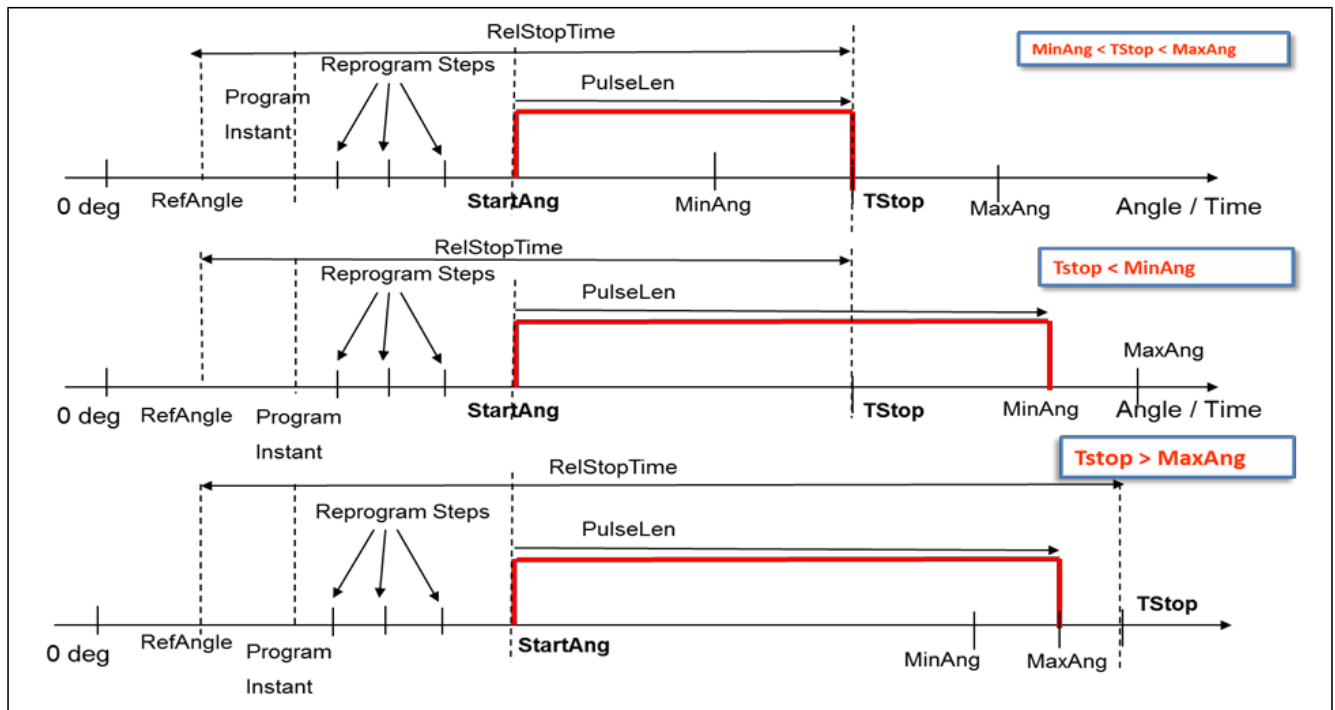 RelStopTime
MinAng < TStop < MaxAng
Reprogram Steps
Program
Instant
PulseLen
0 deg
RefAngle
StartAng
MinAng
TStop
MaxAng
Angle / Time
RelStopTime
Tstop < MinAng
Reprogram Steps
PulseLen
MaxAng
0 deg
RefAngle
Program
Instant
StartAng
TStop
MinAng
Angle / Time
Tstop > MaxAng
RelStopTime
Reprogram Steps
PulseLen
TStop
0 deg
RefAngle
Program
Instant
StartAng
MinAng
MaxAng